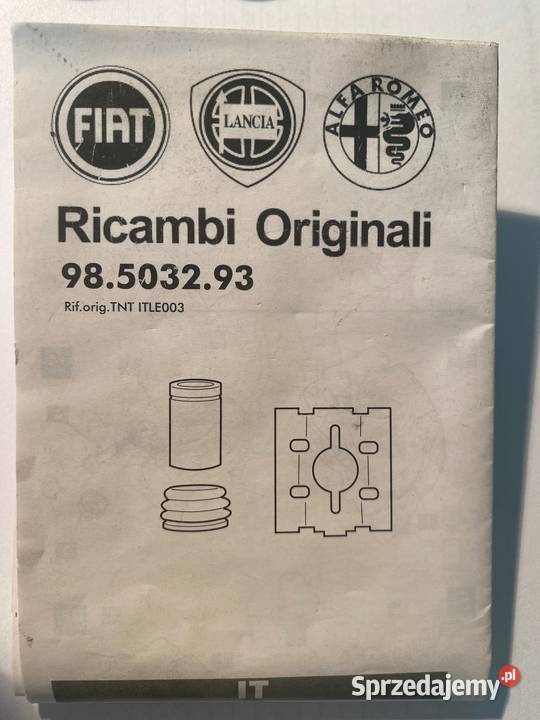 FIAT
LANCIA
ALFA ROMEO
Ricambi Originali
98.5032.93
Rif.orig.TNT ITLE003
IT
Sprzedajemy.pl